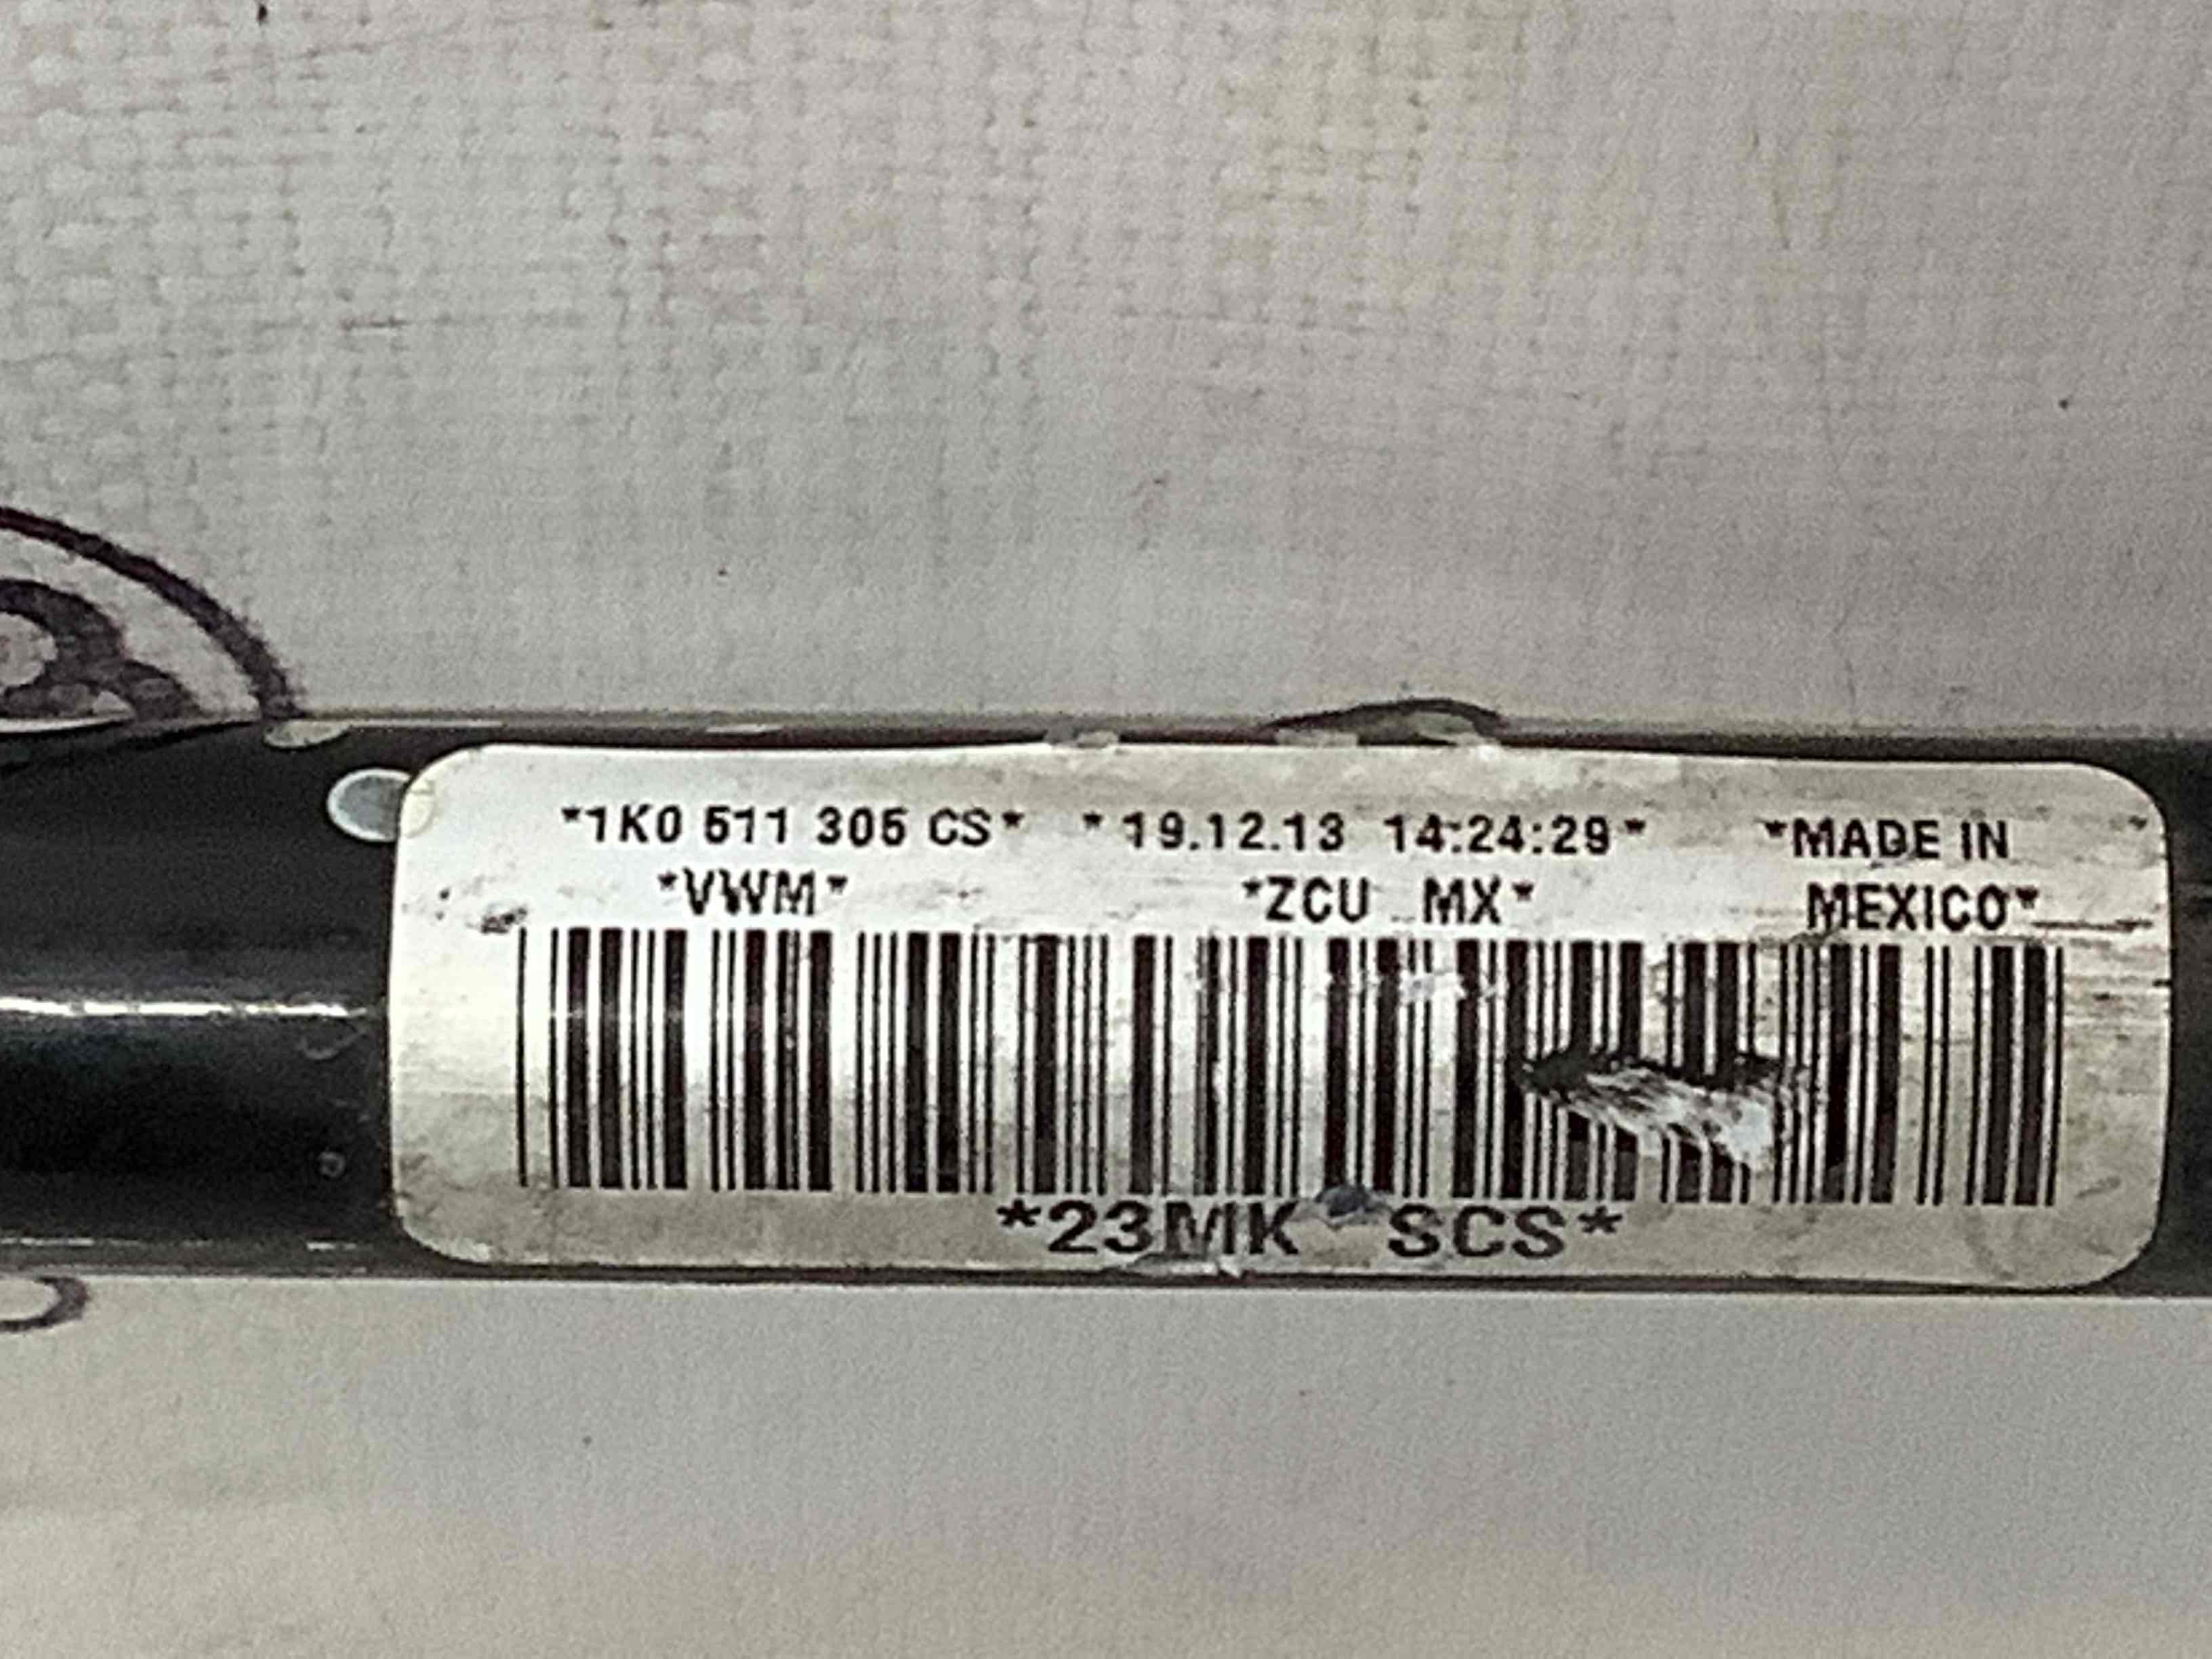 *1K0 511 305 CS* *19.12.13 14:24:29* *MADE IN
*VWM* *ZCU MX* MEXICO*
*23MK SCS*